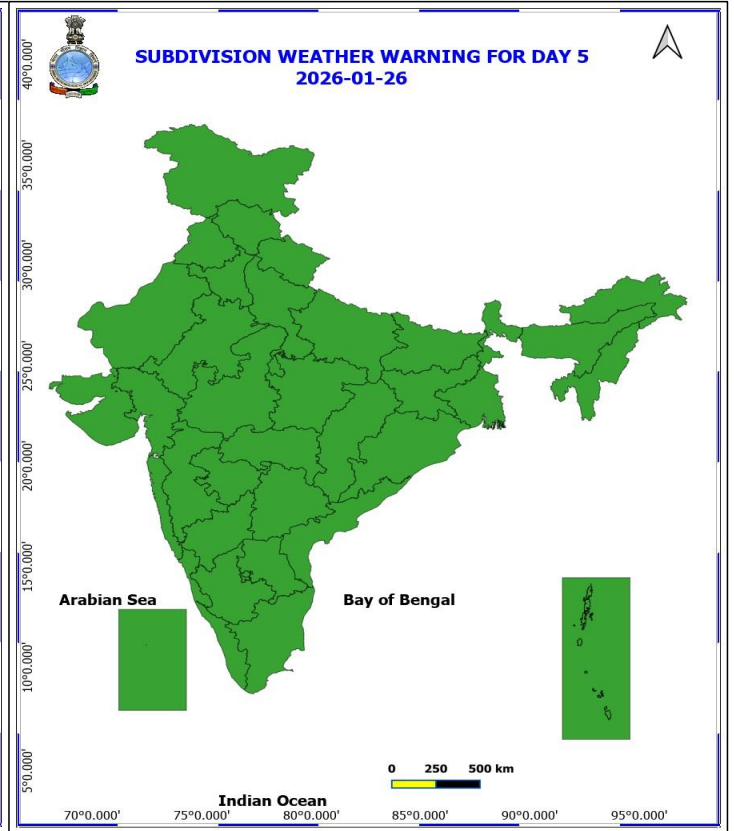 SUBDIVISION WEATHER WARNING FOR DAY 5
2026-01-26
40°0.000'
35°0.000'
30°0.000'
25°0.000'
20°0.000'
15°0.000'
10°0.000'
5°0.000'
Arabian Sea
Bay of Bengal
0 250 500 km
Indian Ocean
70°0.000' 75°0.000' 80°0.000' 85°0.000' 90°0.000' 95°0.000'